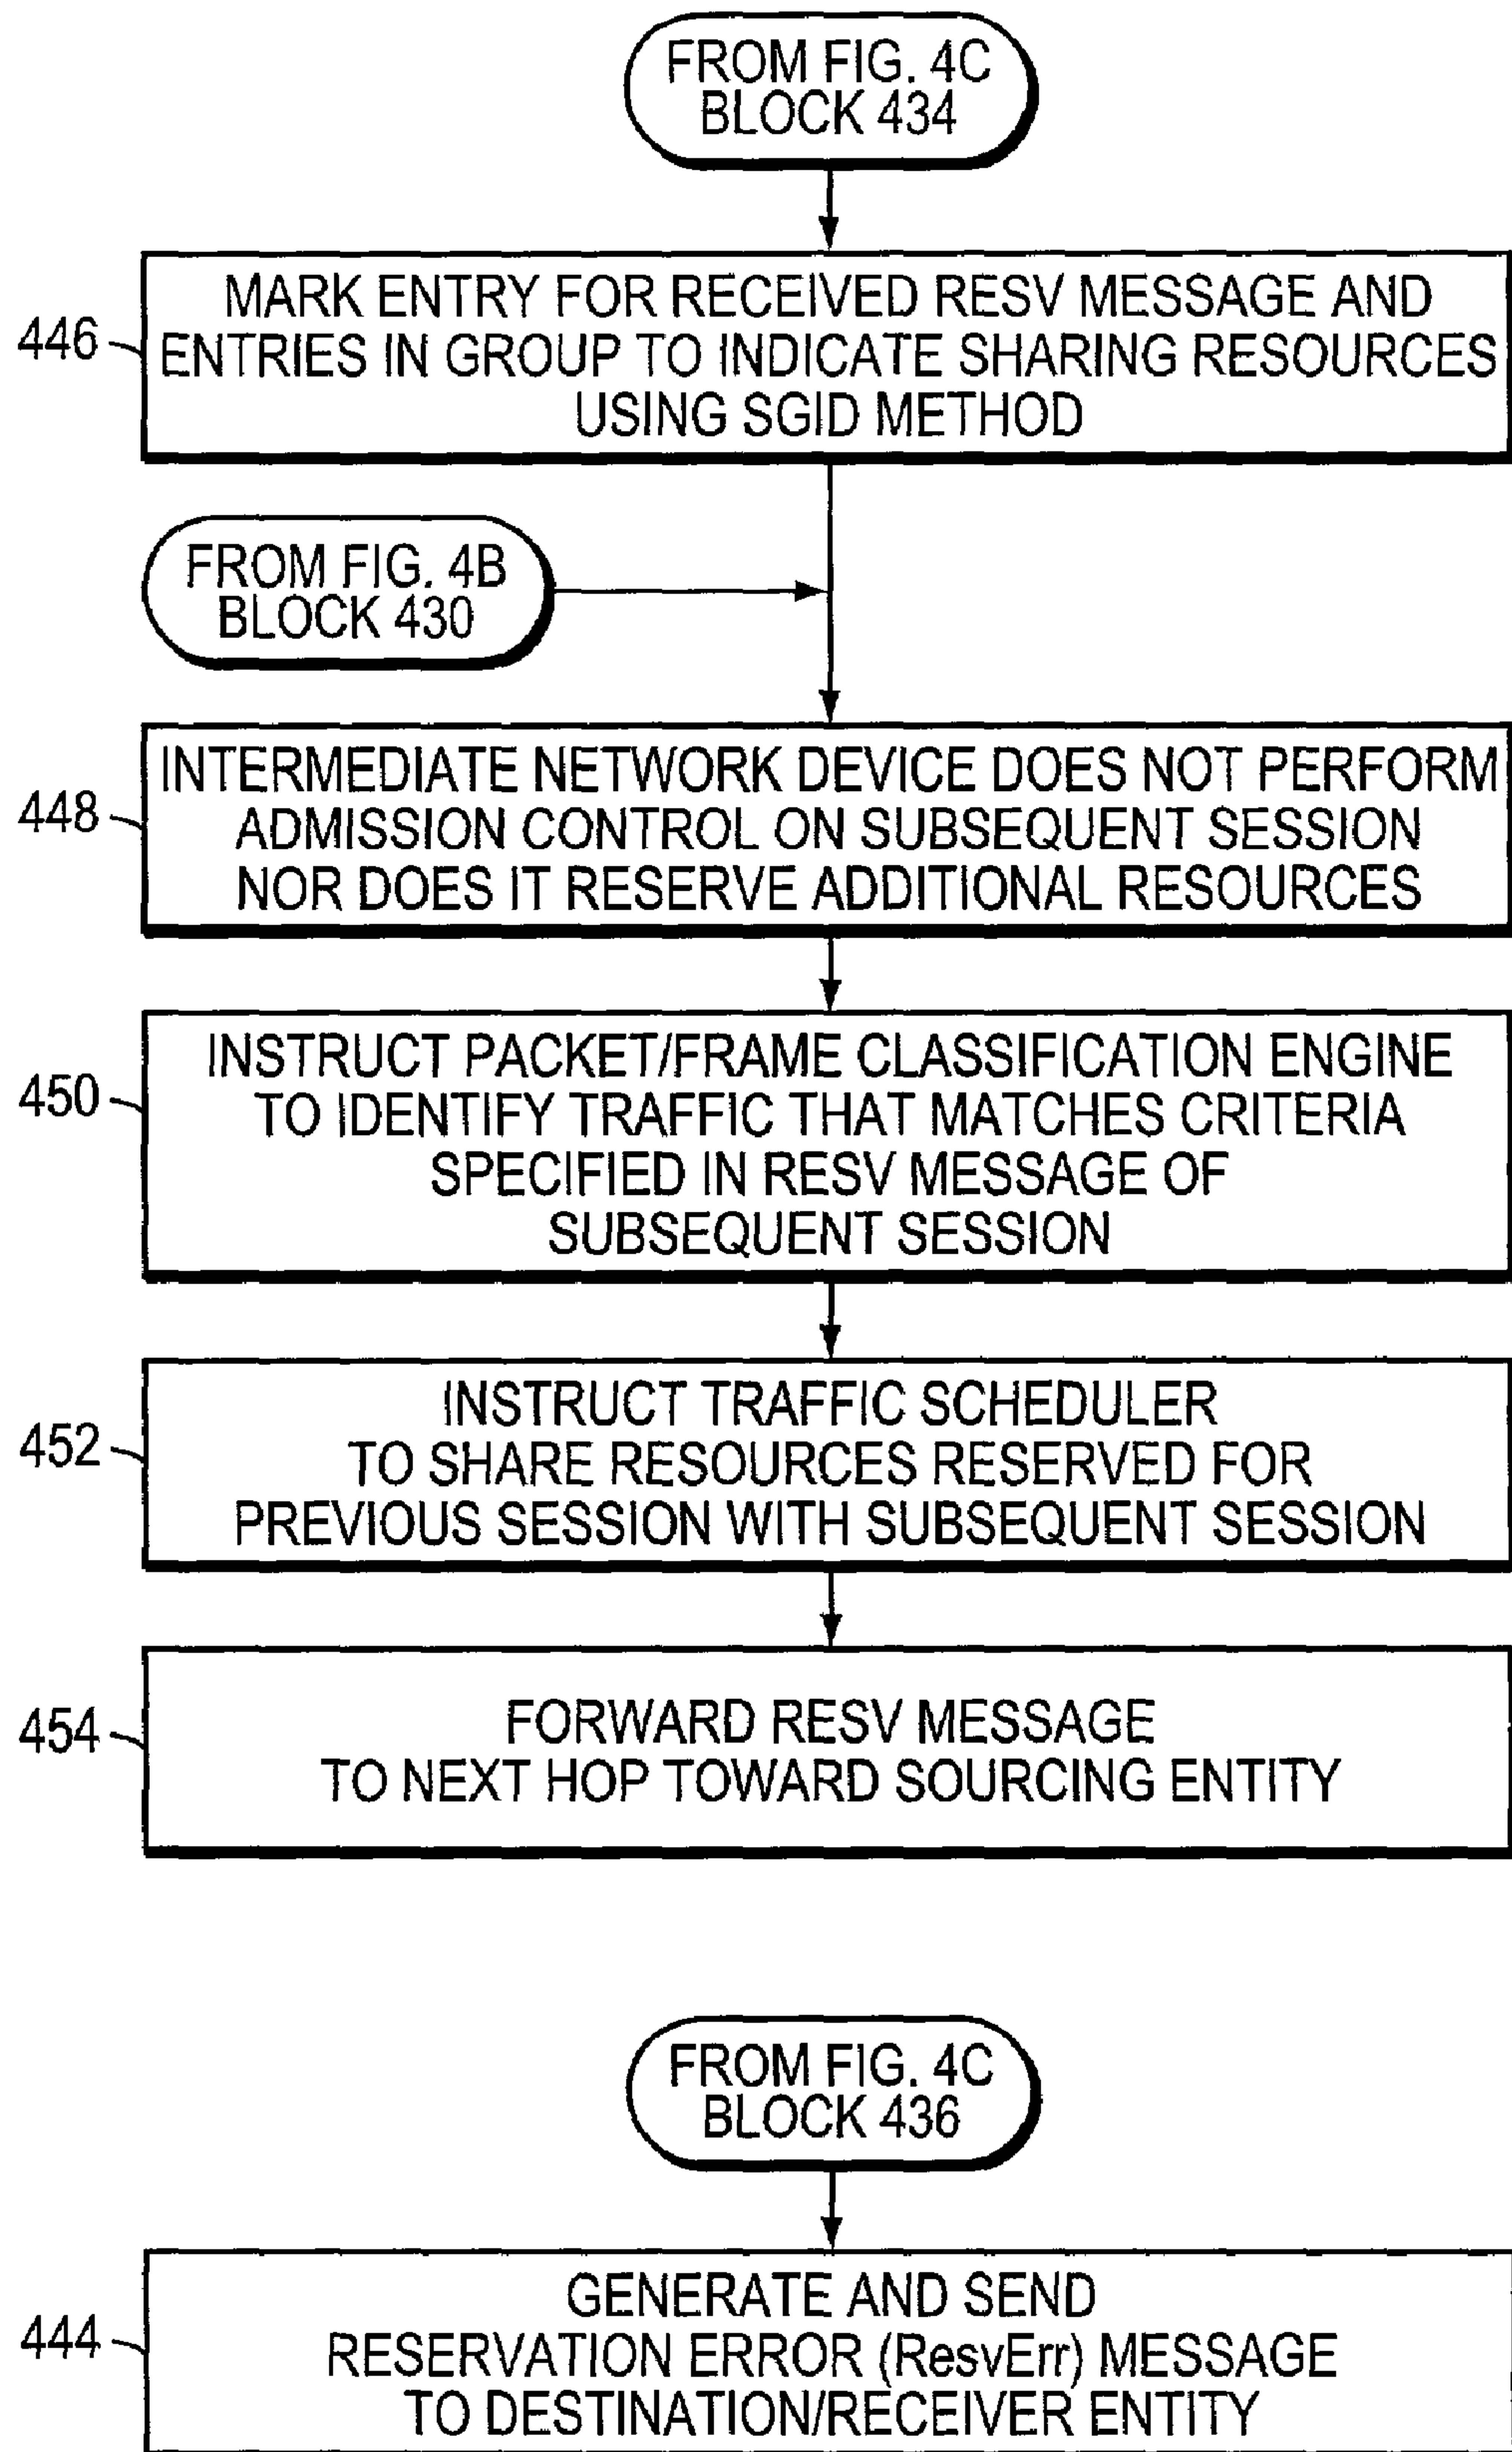 FROM FIG. 4C
BLOCK 434
446
MARK ENTRY FOR RECEIVED RESV MESSAGE AND
ENTRIES IN GROUP TO INDICATE SHARING RESOURCES
USING SGID METHOD
FROM FIG. 4B
BLOCK 430
448
INTERMEDIATE NETWORK DEVICE DOES NOT PERFORM
ADMISSION CONTROL ON SUBSEQUENT SESSION
NOR DOES IT RESERVE ADDITIONAL RESOURCES
450
INSTRUCT PACKET/FRAME CLASSIFICATION ENGINE
TO IDENTIFY TRAFFIC THAT MATCHES CRITERIA
SPECIFIED IN RESV MESSAGE OF
SUBSEQUENT SESSION
452
INSTRUCT TRAFFIC SCHEDULER
TO SHARE RESOURCES RESERVED FOR
PREVIOUS SESSION WITH SUBSEQUENT SESSION
454
FORWARD RESV MESSAGE
TO NEXT HOP TOWARD SOURCING ENTITY
FROM FIG. 4C
BLOCK 436
444
GENERATE AND SEND
RESERVATION ERROR (ResvErr) MESSAGE
TO DESTINATION/RECEIVER ENTITY